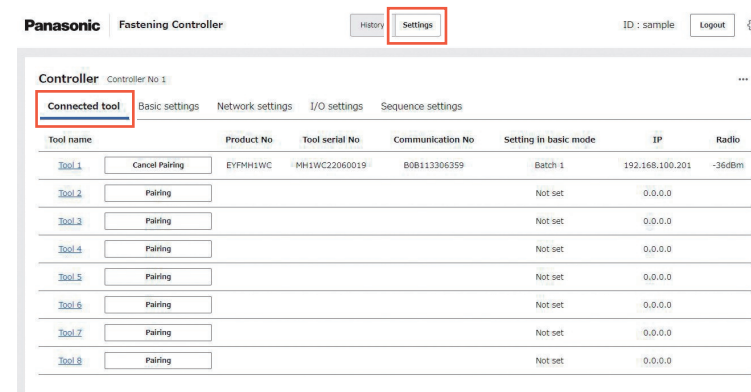 Panasonic Fastening Controller History Settings ID : sample Logout
Controller Controller No 1 ...
Connected tool Basic settings Network settings I/O settings Sequence settings
Tool name Product No Tool serial No Communication No Setting in basic mode IP Radio
Tool 1 Cancel Pairing EYFMH1WC MH1WC22060019 B0B113306359 Batch 1 192.168.100.201 -36dBm
Tool 2 Pairing Not set 0.0.0.0
Tool 3 Pairing Not set 0.0.0.0
Tool 4 Pairing Not set 0.0.0.0
Tool 5 Pairing Not set 0.0.0.0
Tool 6 Pairing Not set 0.0.0.0
Tool 7 Pairing Not set 0.0.0.0
Tool 8 Pairing Not set 0.0.0.0